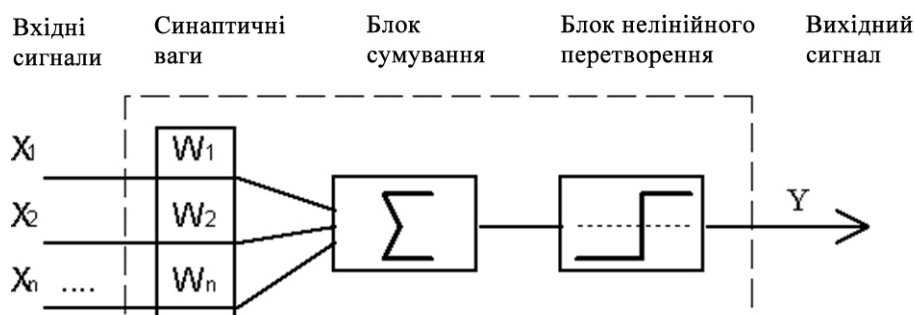 Вхідні
сигнали
Синаптичні
ваги
Блок
сумування
Блок нелінійного
перетворення
Вихідний
сигнал
X1
W1
X2
W2
Y
Xn ....
Wn
Σ